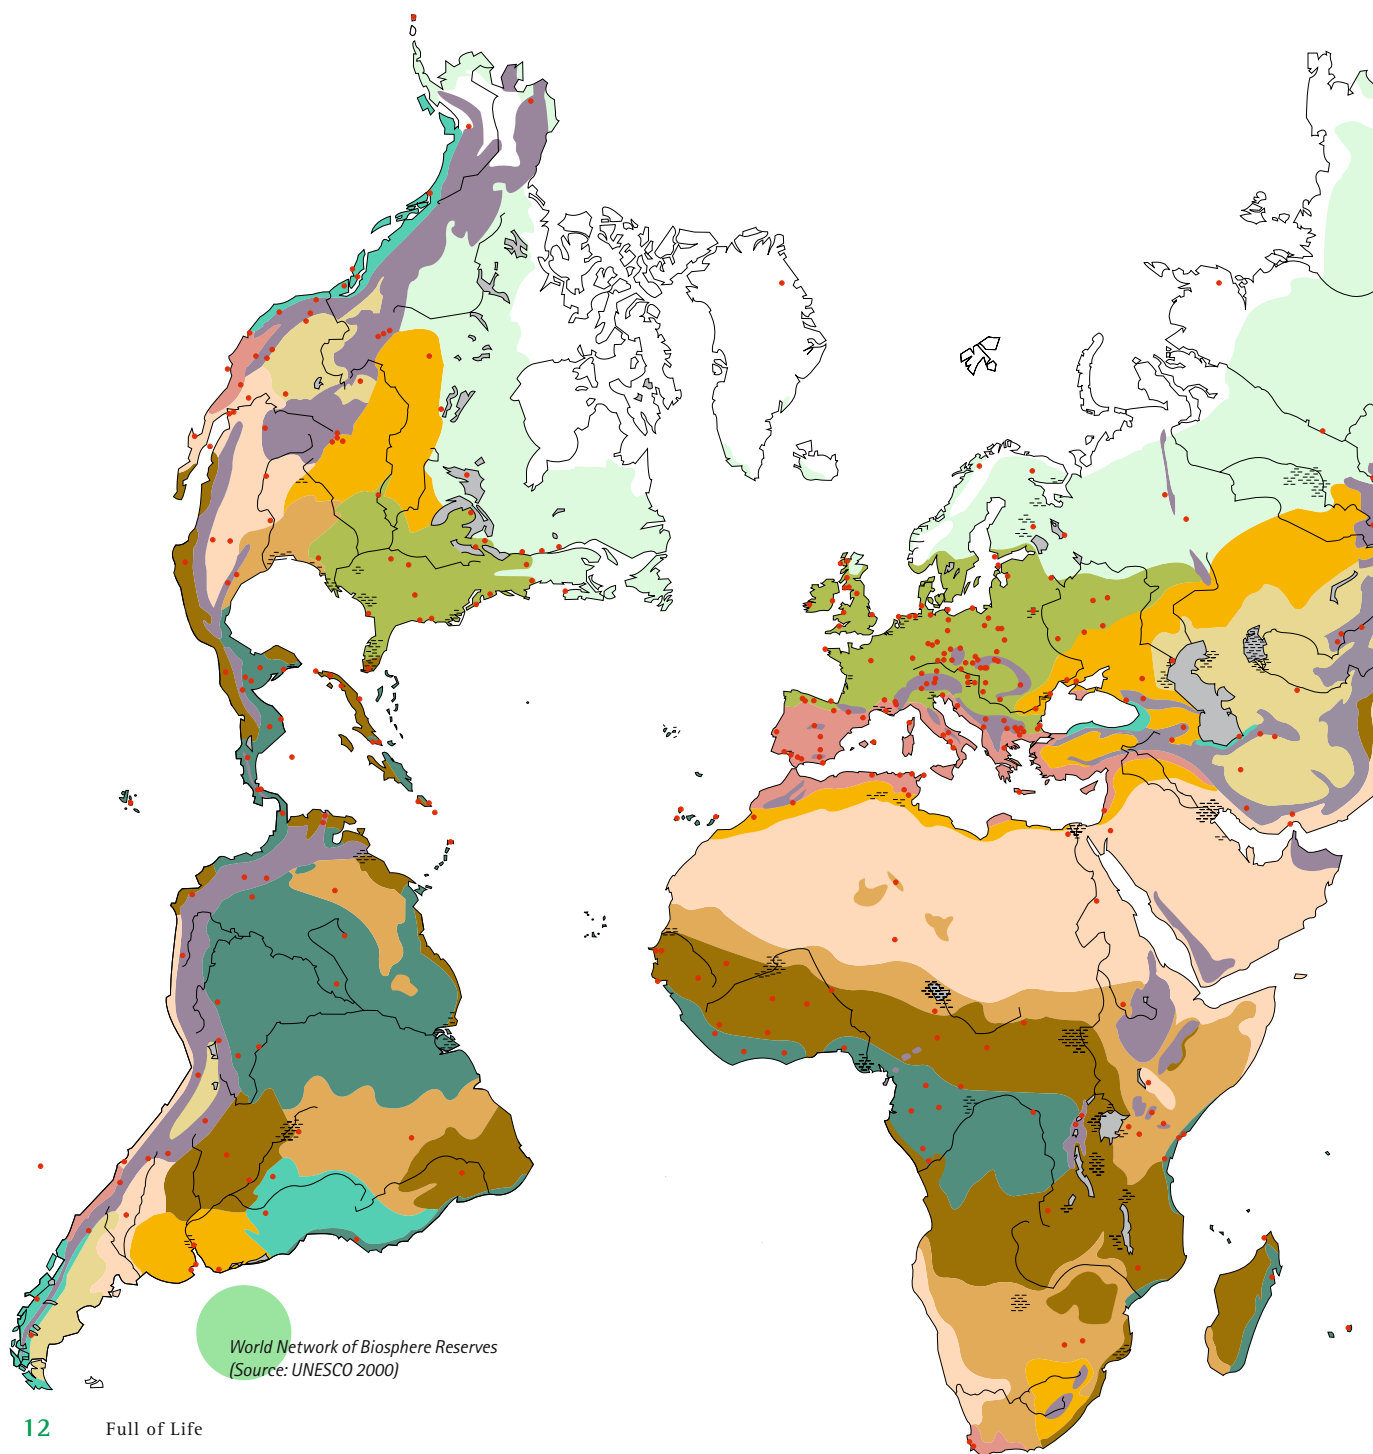 World Network of Biosphere Reserves
(Source: UNESCO 2000)
12 Full of Life